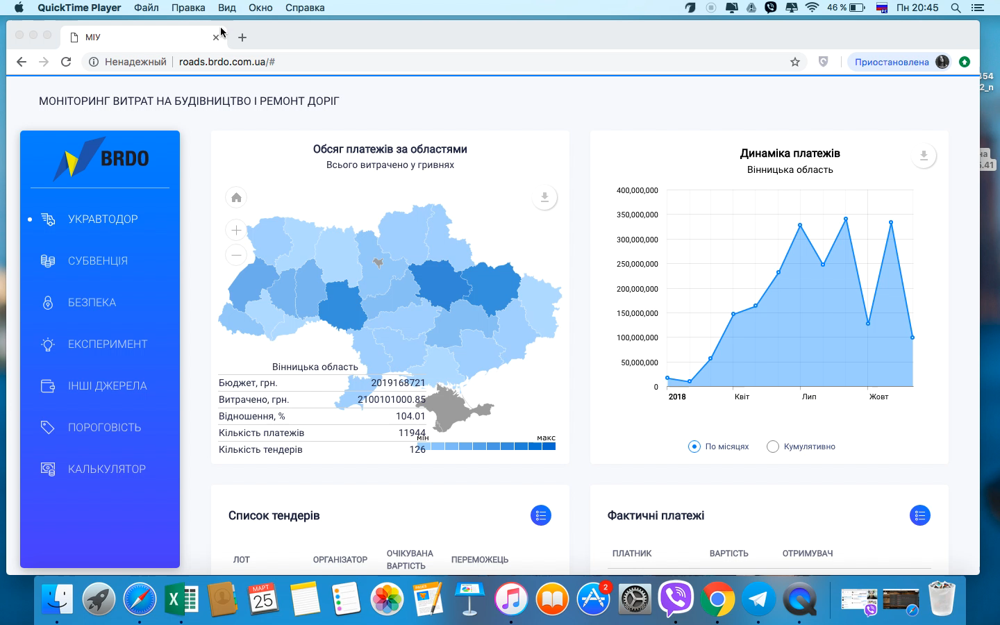 QuickTime Player Файл Правка Вид Окно Справка 46 % РС Пн 20:45
МІУ
Ненадежный roads.brdo.com.ua/# Приостановлена
54
2_n
МОНІТОРИНГ ВИТРАТ НА БУДІВНИЦТВО І РЕМОНТ ДОРІГ
на
5.41
BRDO
УКРАВТОДОР
СУБВЕНЦІЯ
БЕЗПЕКА
ЕКСПЕРИМЕНТ
ІНШІ ДЖЕРЕЛА
ПОРОГОВІСТЬ
КАЛЬКУЛЯТОР
Обсяг платежів за областями
Всього витрачено у гривнях
Вінницька область
Бюджет, грн. 2019168721
Витрачено, грн. 2100101000.85
Відношення, % 104.01
Кількість платежів 11944
Кількість тендерів 126
мін макс
Динаміка платежів
Вінницька область
400,000,000
350,000,000
300,000,000
250,000,000
200,000,000
150,000,000
100,000,000
50,000,000
0
2018 Квіт Лип Жовт
По місяцях Кумулятивно
Список тендерів
ЛОТ ОРГАНІЗАТОР ОЧІКУВАНА ВАРТІСТЬ ПЕРЕМОЖЕЦЬ
Фактичні платежі
ПЛАТНИК ВАРТІСТЬ ОТРИМУВАЧ
МАРТ
25
2